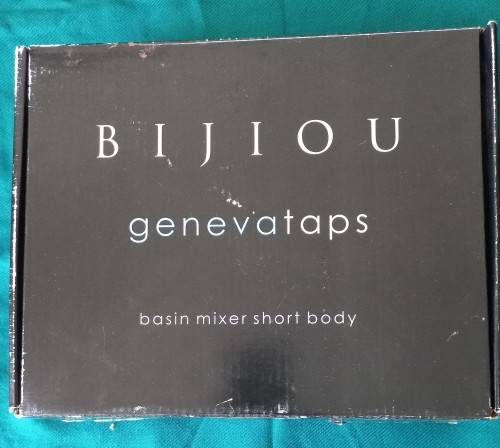 BIJIOU
genevataps
basin mixer short body